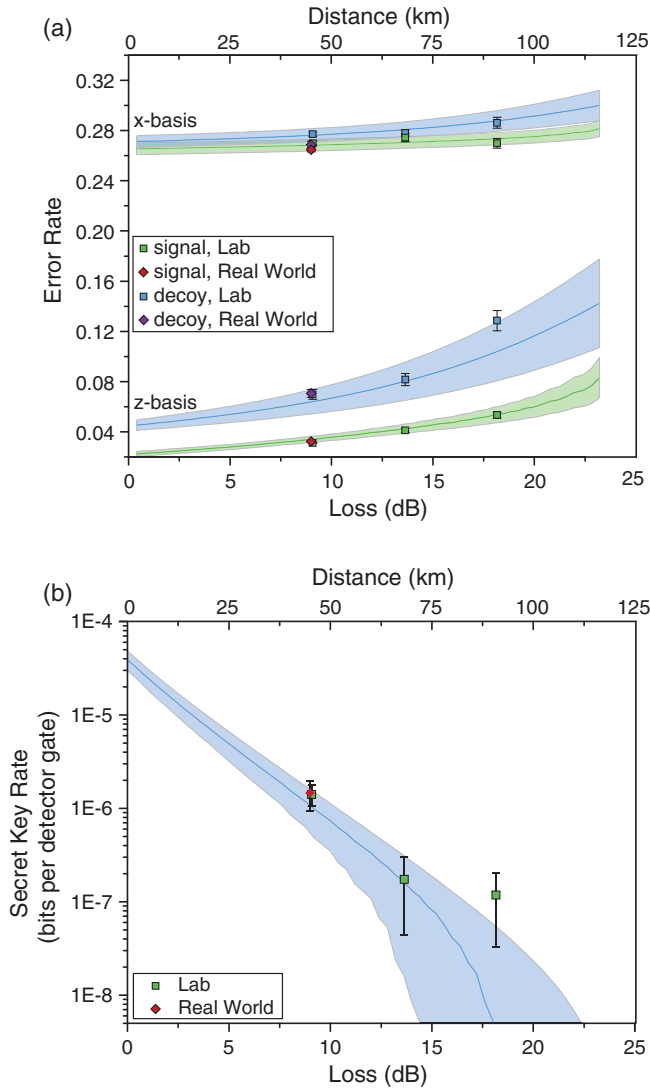 Distance (km)
(a)
0 25 50 75 100 125
0.32
x-basis
0.28
0.24
0.20
signal, Lab
signal, Real World
decoy, Lab
decoy, Real World
Error Rate
0.16
0.12
0.08
z-basis
0.04
0 5 10 15 20 25
Loss (dB)
Distance (km)
(b)
0 25 50 75 100 125
1E-4
1E-5
1E-6
1E-7
1E-8
Secret Key Rate
(bits per detector gate)
Lab
Real World
0 5 10 15 20 25
Loss (dB)